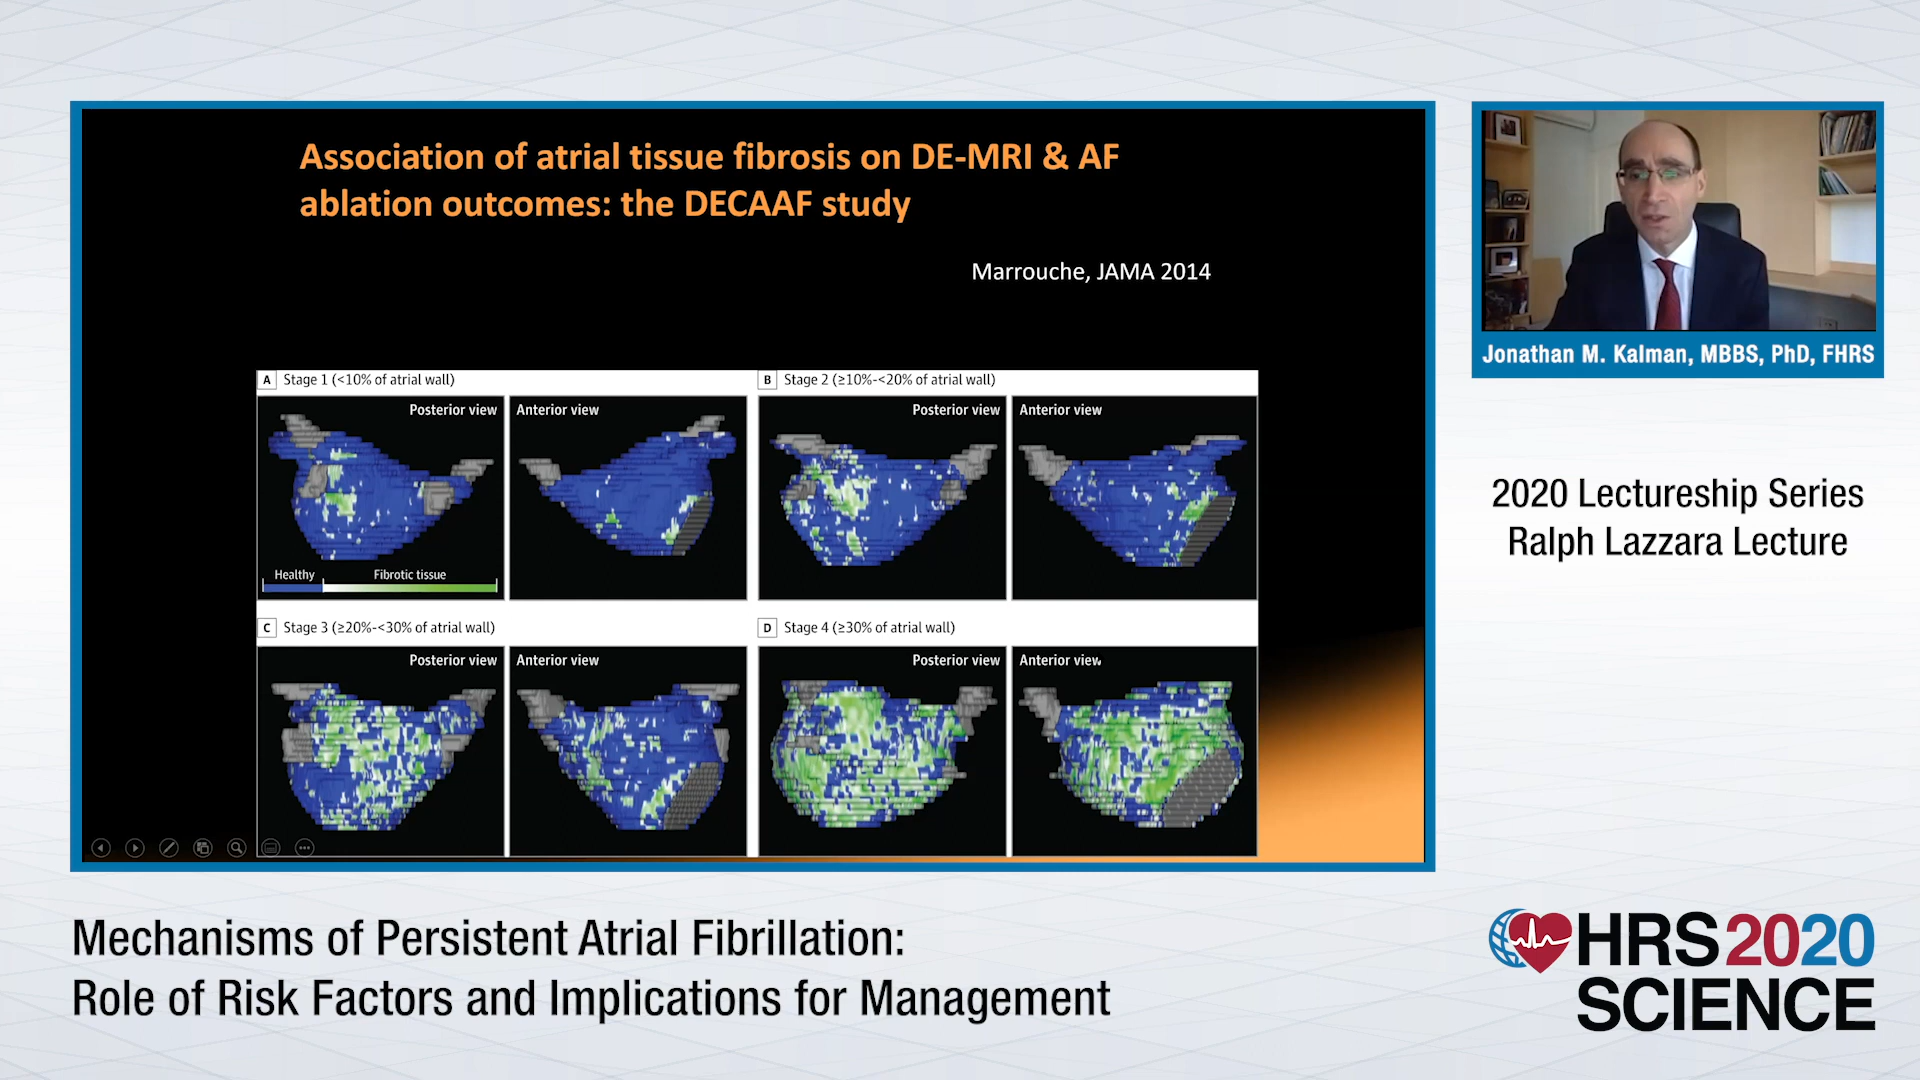 Association of atrial tissue fibrosis on DE-MRI & AF
ablation outcomes: the DECAAF study
Marrouche, JAMA 2014
A Stage 1 (<10% of atrial wall)
Posterior view
Anterior view
Healthy
Fibrotic tissue
B Stage 2 (≥10%-<20% of atrial wall)
Posterior view
Anterior view
C Stage 3 (≥20%-<30% of atrial wall)
Posterior view
Anterior view
D Stage 4 (≥30% of atrial wall)
Posterior view
Anterior view
Jonathan M. Kalman, MBBS, PhD, FHRS
2020 Lectureship Series
Ralph Lazzara Lecture
Mechanisms of Persistent Atrial Fibrillation:
Role of Risk Factors and Implications for Management
HRS 2020
SCIENCE